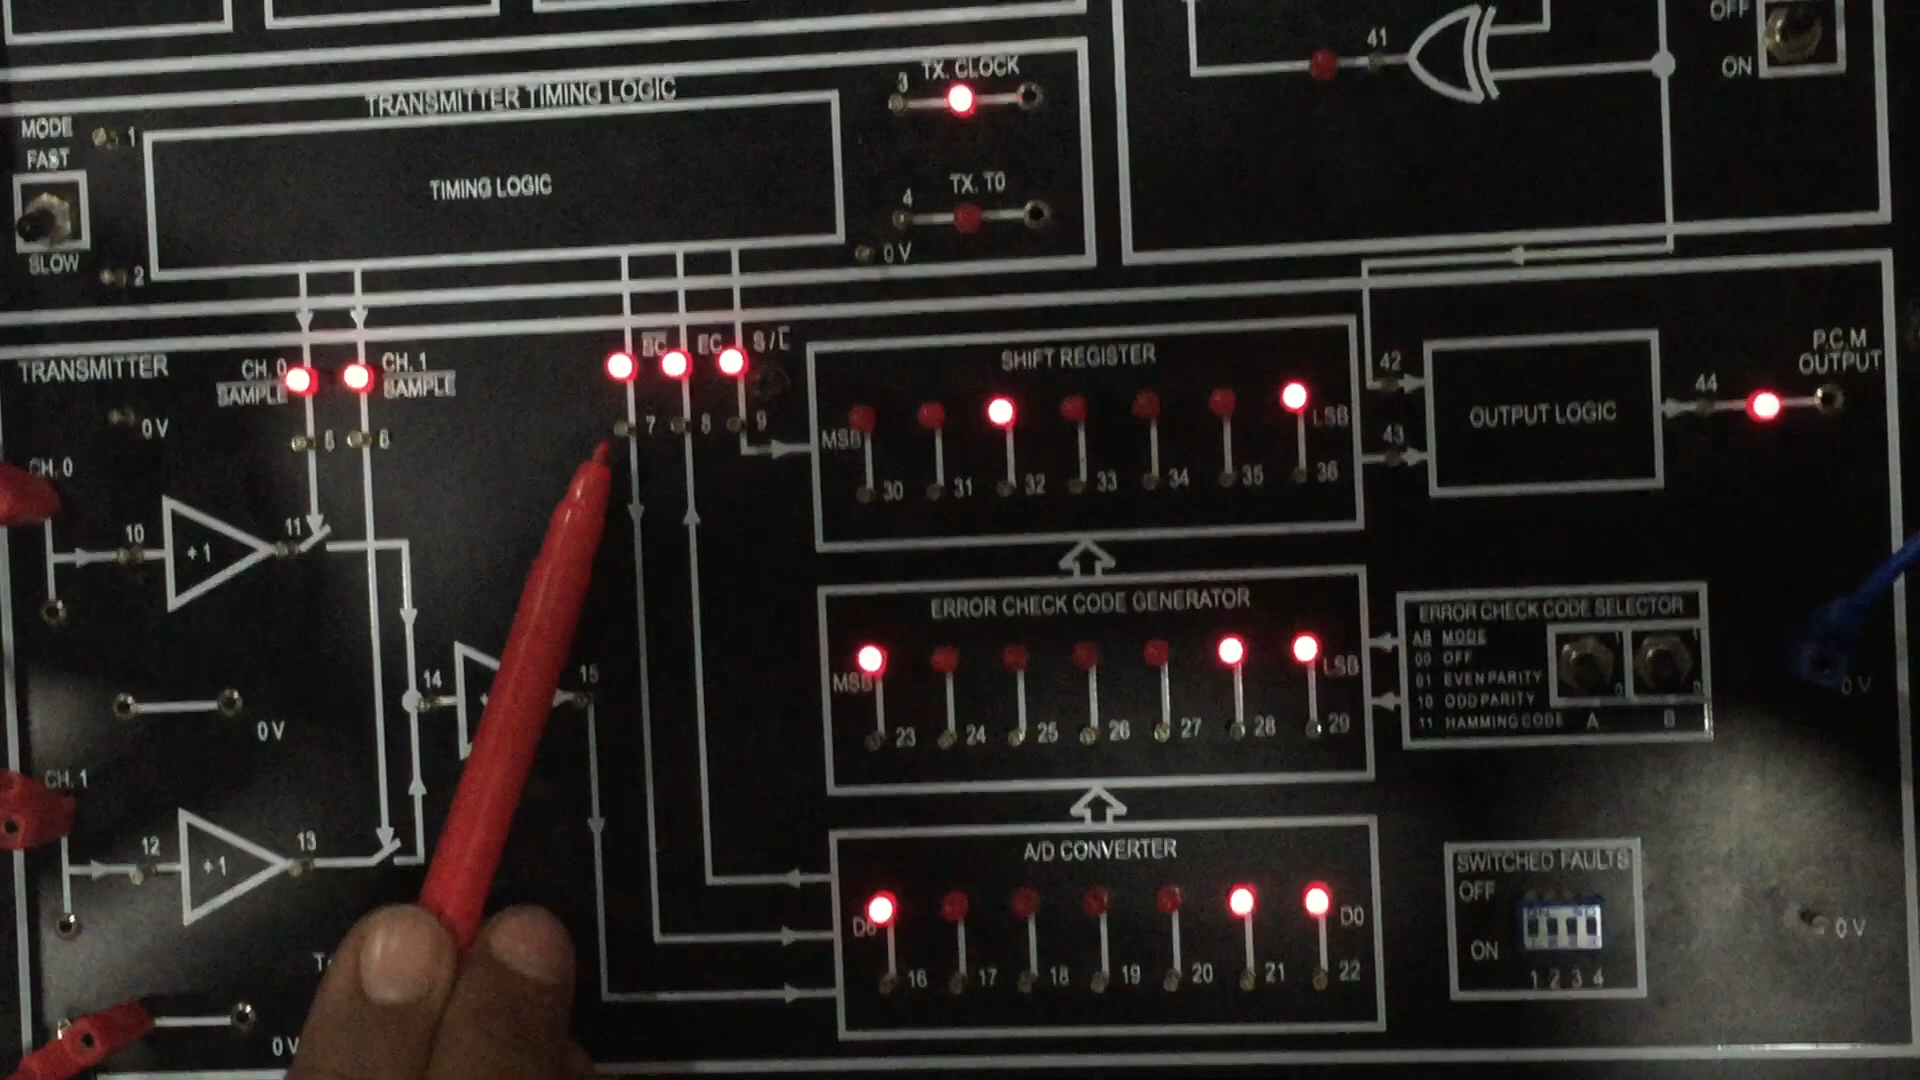 OFF
ON
41
TRANSMITTER TIMING LOGIC
TX. CLOCK
3
MODE
FAST
SLOW
1
2
TIMING LOGIC
TX. T0
4
0 V
TRANSMITTER
CH. 0
SAMPLE
CH. 1
SAMPLE
SC
EC
S / L
0 V
5
6
7
8
9
SHIFT REGISTER
MSB
LSB
30
31
32
33
34
35
36
42
43
OUTPUT LOGIC
44
P.C.M
OUTPUT
CH. 0
10
+1
11
14
15
0 V
ERROR CHECK CODE GENERATOR
MSB
LSB
23
24
25
26
27
28
29
ERROR CHECK CODE SELECTOR
AB MODE
00 OFF
01 EVEN PARITY
10 ODD PARITY
11 HAMMING CODE
A
B
1
0
1
0
0 V
CH. 1
12
+1
13
A/D CONVERTER
D6
D0
16
17
18
19
20
21
22
SWITCHED FAULTS
OFF
ON
1 2 3 4
0 V
0 V